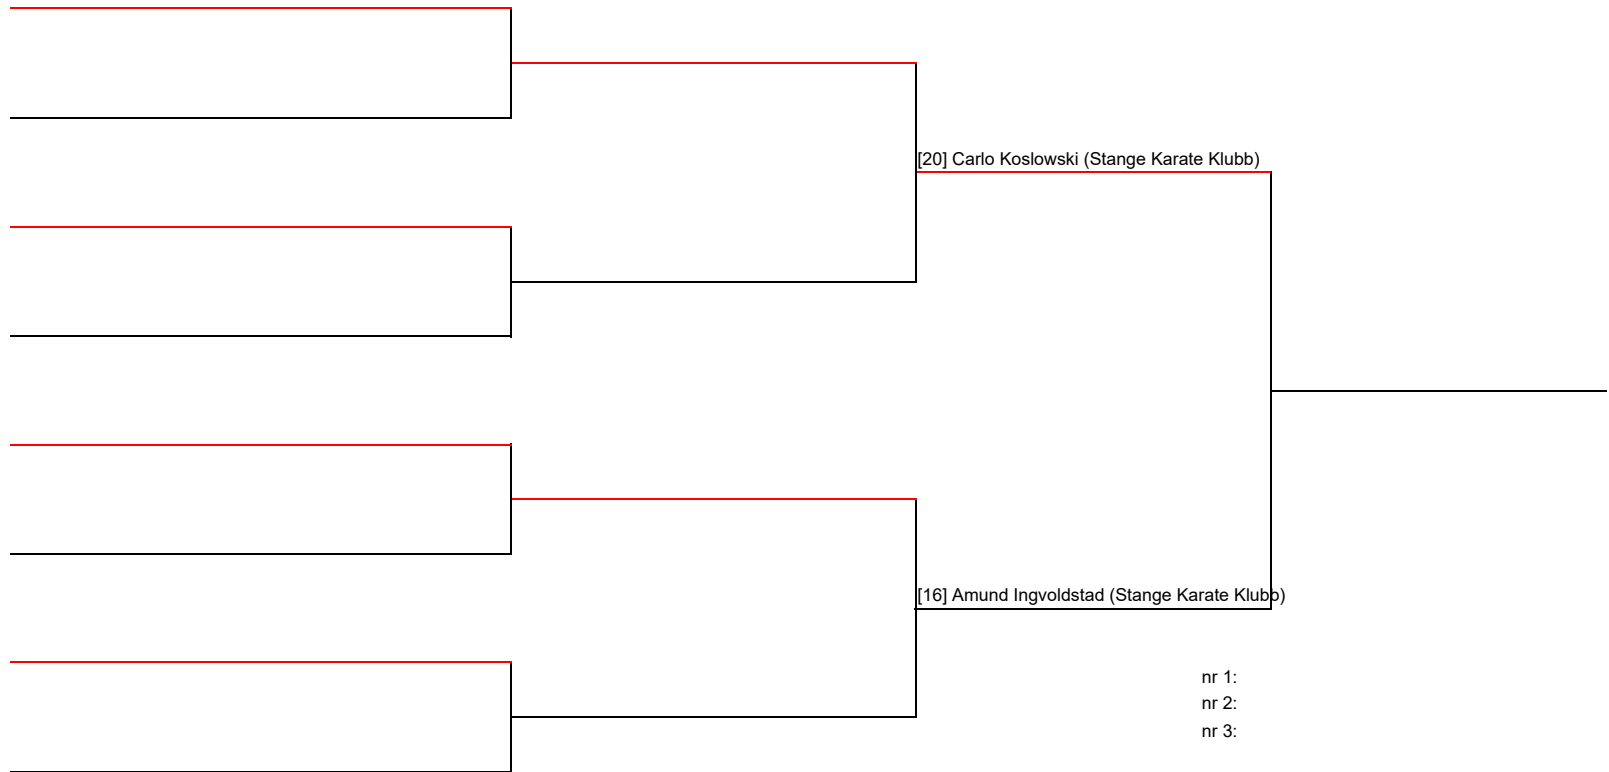 [20] Carlo Koslowski (Stange Karate Klubb)
[16] Amund Ingvoldstad (Stange Karate Klubb)
nr 1:
nr 2:
nr 3: